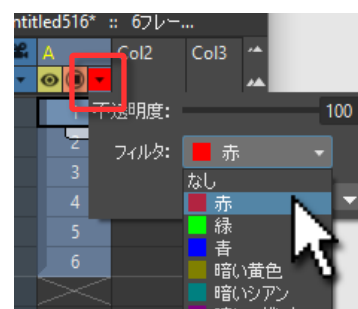 ntitled516* :: 6フレー...
A Col2 Col3
1 不透明度: 100
2 フィルタ: 赤
なし
3 赤
4 緑
青
5 暗い黄色
6 暗いシアン